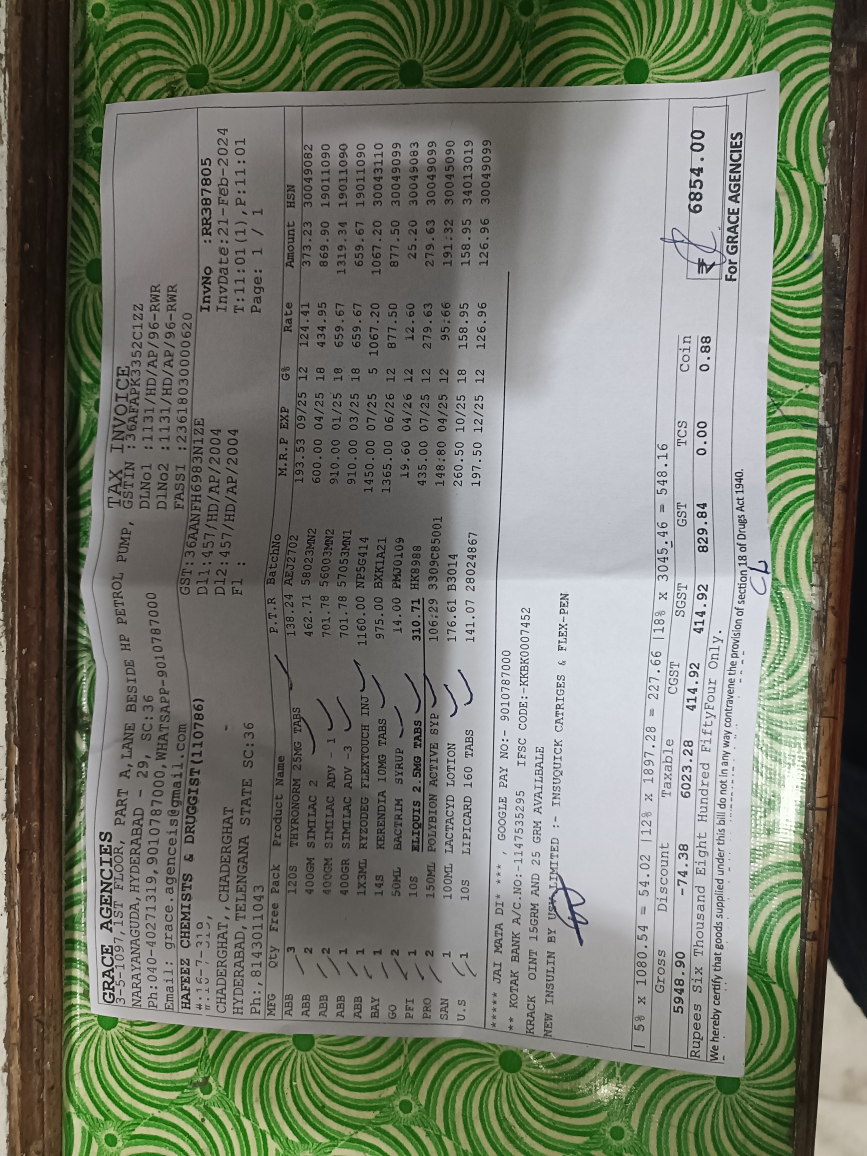 TAX INVOICE
GRACE AGENCIES
3-5-1097,1ST FLOOR, PART A,LANE BESIDE HP PETROL PUMP,
NARAYANAGUDA,HYDERABAD - 29, SC:36
Ph:040-40271319,9010787000,WHATSAPP-9010787000
Email: grace.agenceis@gmail.com
GSTIN :36AFAPK3352C1ZZ
DLNo1 :1131/HD/AP/96-RWR
DlNo2 :1131/HD/AP/96-RWR
FASSI :23618030000620
HAFEEZ CHEMISTS & DRUGGIST(110786)
CHADERGHAT,,CHADERGHAT -
HYDERABAD,TELENGANA STATE SC:36
Ph:,8143011043
GST:36AANFH6983N1ZE
Dl1:457/HD/AP/2004
Dl2:457/HD/AP/2004
Fl :
InvNo :RR387805
InvDate:21-Feb-2024
T:11:01(1),P:11:01
Page: 1 / 1
MFG Qty Free Pack Product Name P.T.R BatchNo M.R.P EXP G% Rate Amount HSN
ABB 3 120S THYRONORM 25MG TABS 138.24 AEJ2702 193.53 09/25 12 124.41 373.23 30049082
ABB 2 400GM SIMILAC 2 462.71 58023MN2 600.00 04/25 18 434.95 869.90 19011090
ABB 2 400GM SIMILAC ADV - 1 701.78 56003MN2 910.00 01/25 18 659.67 1319.34 19011090
ABB 1 400GR SIMILAC ADV -3 701.78 57053MN1 910.00 03/25 18 659.67 659.67 19011090
ABB 1 1X3ML RYZODEG FLEXTOUCH INJ 1160.00 NP5G414 1450.00 07/25 5 1067.20 1067.20 30043110
BAY 1 14S KERENDIA 10MG TABS 975.00 BXK1A21 1365.00 06/26 12 877.50 877.50 30049099
GO 2 50ML BACTRIM SYRUP 14.00 PMJ0109 19.60 04/26 12 12.60 25.20 30049083
PFI 1 10S ELIQUIS 2.5MG TABS 310.71 HK8988 435.00 07/25 12 279.63 279.63 30049099
PRO 2 150ML POLYBION ACTIVE SYP 106.29 3309C85001 148.80 04/25 12 95.66 191.32 30045090
SAN 1 100ML LACTACYD LOTION 176.61 B3014 260.50 10/25 18 158.95 158.95 34013019
U.S 1 10S LIPICARD 160 TABS 141.07 28024867 197.50 12/25 12 126.96 126.96 30049099
***** JAI MATA DI* *** , GOOGLE PAY NO:- 9010787000
** KOTAK BANK A/C.NO:-1147535295 IFSC CODE:-KKBK0007452
KRACK OINT 15GRM AND 25 GRM AVAILBALE
NEW INSULIN BY USV LIMITED :- INSUQUICK CATRIGES & FLEX-PEN
| 5% x 1080.54 = 54.02 |12% x 1897.28 = 227.66 |18% x 3045.46 = 548.16
Gross Discount Taxable CGST SGST GST TCS Coin
5948.90 -74.38 6023.28 414.92 414.92 829.84 0.00 0.88
₹ 6854.00
Rupees Six Thousand Eight Hundred FiftyFour Only.
We hereby certify that goods supplied under this bill do not in any way contravene the provision of section 18 of Drugs Act 1940.
For GRACE AGENCIES